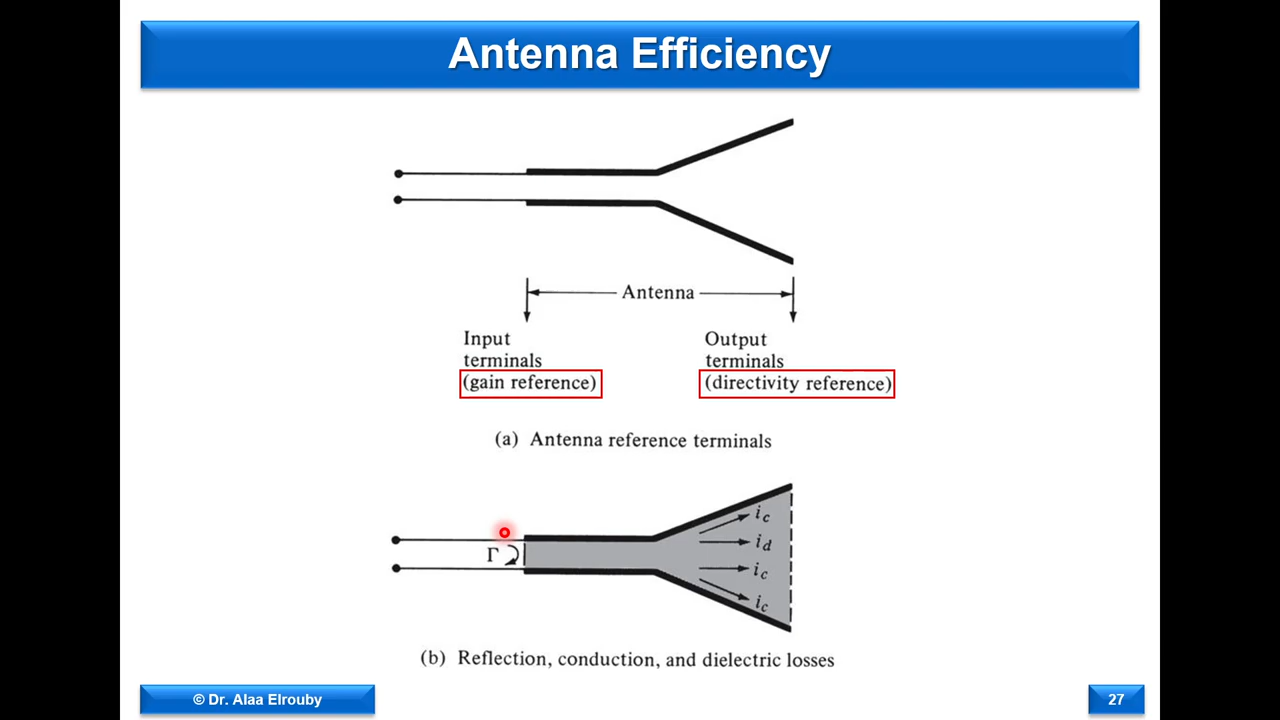 Antenna Efficiency
Antenna
Input
terminals
(gain reference)
Output
terminals
(directivity reference)
(a) Antenna reference terminals
Γ
i_c
i_d
i_c
i_c
(b) Reflection, conduction, and dielectric losses
© Dr. Alaa Elrouby
27